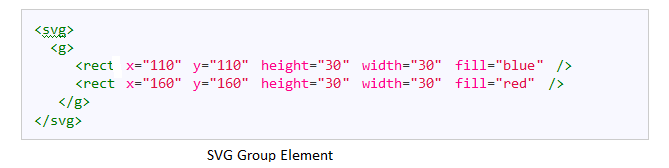 <svg>
<g>
<rect x="110" y="110" height="30" width="30" fill="blue" />
<rect x="160" y="160" height="30" width="30" fill="red" />
</g>
</svg>
SVG Group Element